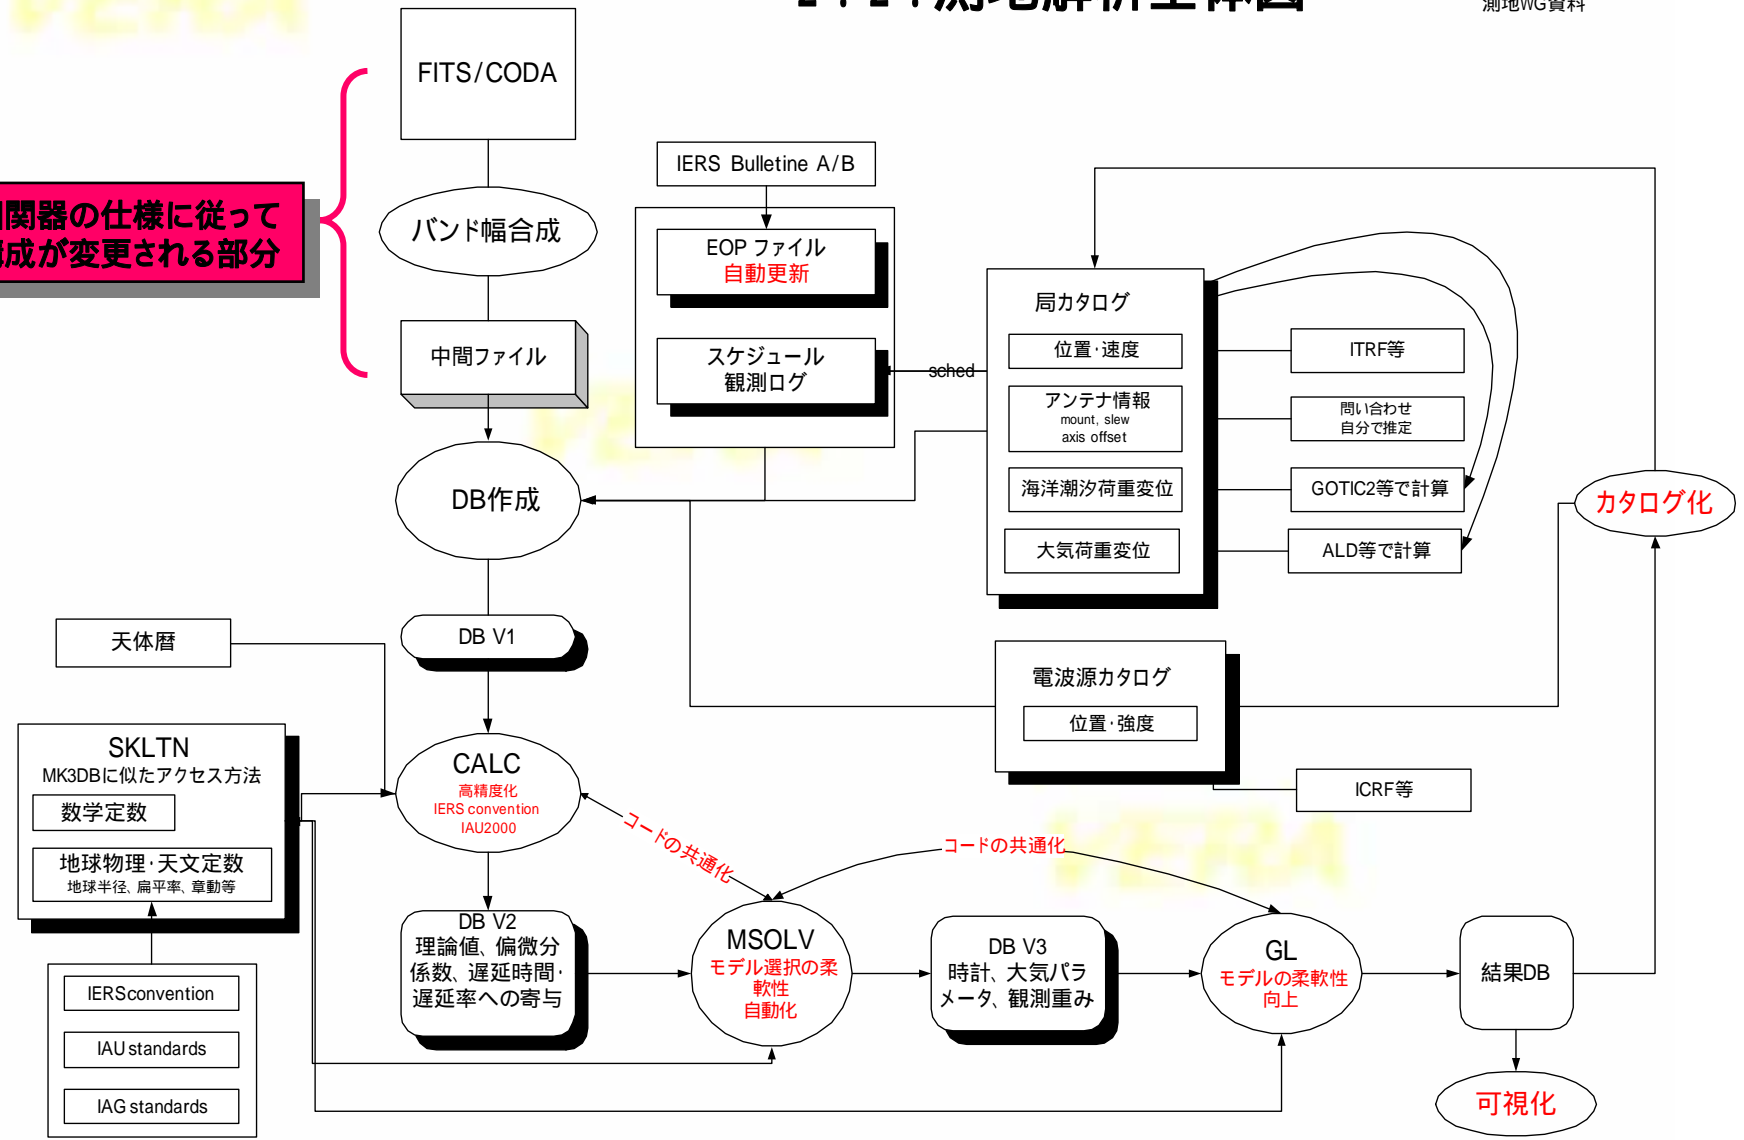 測地WG資料
FITS/CODA
IERS Bulletine A/B
関器の仕様に従って
成が変更される部分
バンド幅合成
EOP ファイル
自動更新
局カタログ
位置・速度
ITRF等
中間ファイル
スケジュール
観測ログ
sched
アンテナ情報
mount, slew
axis offset
問い合わせ
自分で推定
DB作成
海洋潮汐荷重変位
GOTIC2等で計算
カタログ化
大気荷重変位
ALD等で計算
天体暦
DB V1
電波源カタログ
位置・強度
SKLTN
MK3DBに似たアクセス方法
数学定数
地球物理・天文定数
地球半径、扁平率、章動等
CALC
高精度化
IERS convention
IAU2000
ICRF等
コードの共通化
コードの共通化
DB V2
理論値、偏微分
係数、遅延時間・
遅延率への寄与
MSOLV
モデル選択の柔
軟性
自動化
DB V3
時計、大気パラ
メータ、観測重み
GL
モデルの柔軟性
向上
結果DB
IERSconvention
IAU standards
IAG standards
可視化
VERA